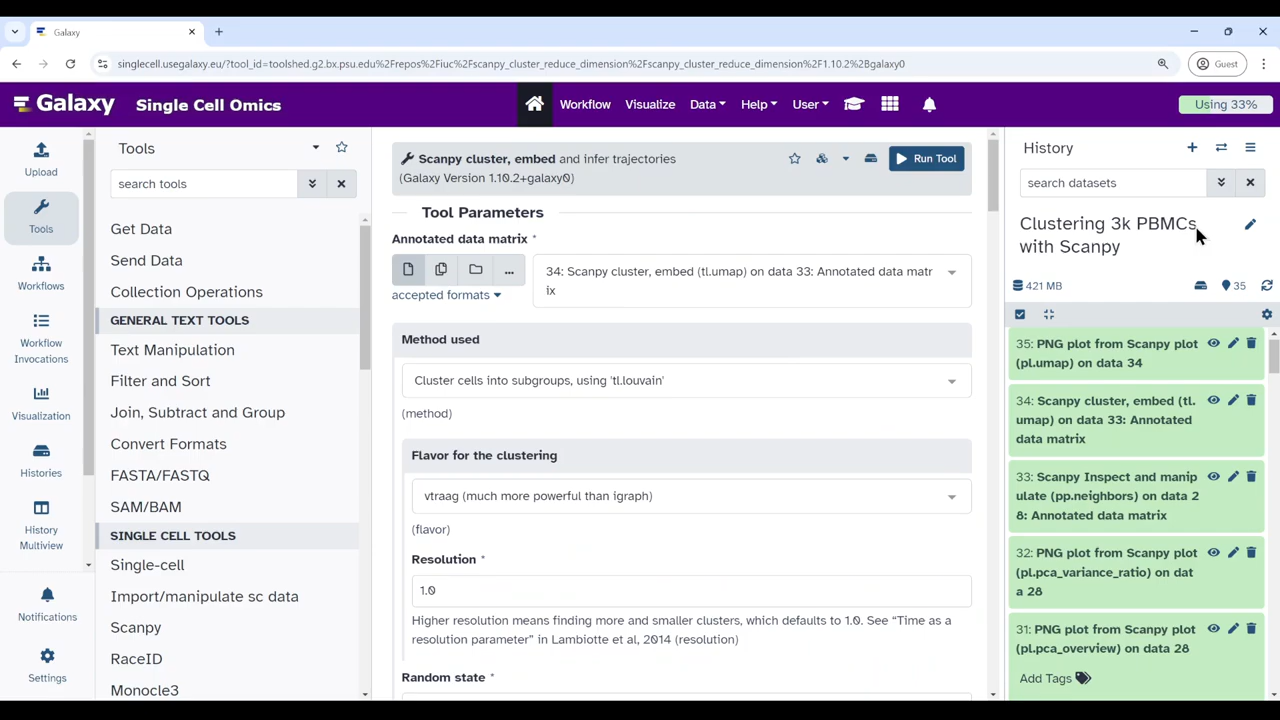 Galaxy
singlecell.usegalaxy.eu/?tool_id=toolshed.g2.bx.psu.edu%2Frepos%2Fiuc%2Fscanpy_cluster_reduce_dimension%2Fscanpy_cluster_reduce_dimension%2F1.10.2%2Bgalaxy0
Guest
Galaxy Single Cell Omics
Workflow
Visualize
Data
Help
User
Using 33%
Upload
Tools
Workflows
Workflow
Invocations
Visualization
Histories
History
Multiview
Notifications
Settings
Tools
search tools
Get Data
Send Data
Collection Operations
GENERAL TEXT TOOLS
Text Manipulation
Filter and Sort
Join, Subtract and Group
Convert Formats
FASTA/FASTQ
SAM/BAM
SINGLE CELL TOOLS
Single-cell
Import/manipulate sc data
Scanpy
RaceID
Monocle3
Scanpy cluster, embed and infer trajectories
(Galaxy Version 1.10.2+galaxy0)
Run Tool
Tool Parameters
Annotated data matrix *
...
accepted formats
34: Scanpy cluster, embed (tl.umap) on data 33: Annotated data matr
ix
Method used
Cluster cells into subgroups, using 'tl.louvain'
(method)
Flavor for the clustering
vtraag (much more powerful than igraph)
(flavor)
Resolution *
1.0
Higher resolution means finding more and smaller clusters, which defaults to 1.0. See “Time as a
resolution parameter” in Lambiotte et al, 2014 (resolution)
Random state *
History
search datasets
Clustering 3k PBMCs
with Scanpy
421 MB
35
35: PNG plot from Scanpy plot
(pl.umap) on data 34
34: Scanpy cluster, embed (tl.
umap) on data 33: Annotated
data matrix
33: Scanpy Inspect and manip
ulate (pp.neighbors) on data 2
8: Annotated data matrix
32: PNG plot from Scanpy plot
(pl.pca_variance_ratio) on dat
a 28
31: PNG plot from Scanpy plot
(pl.pca_overview) on data 28
Add Tags